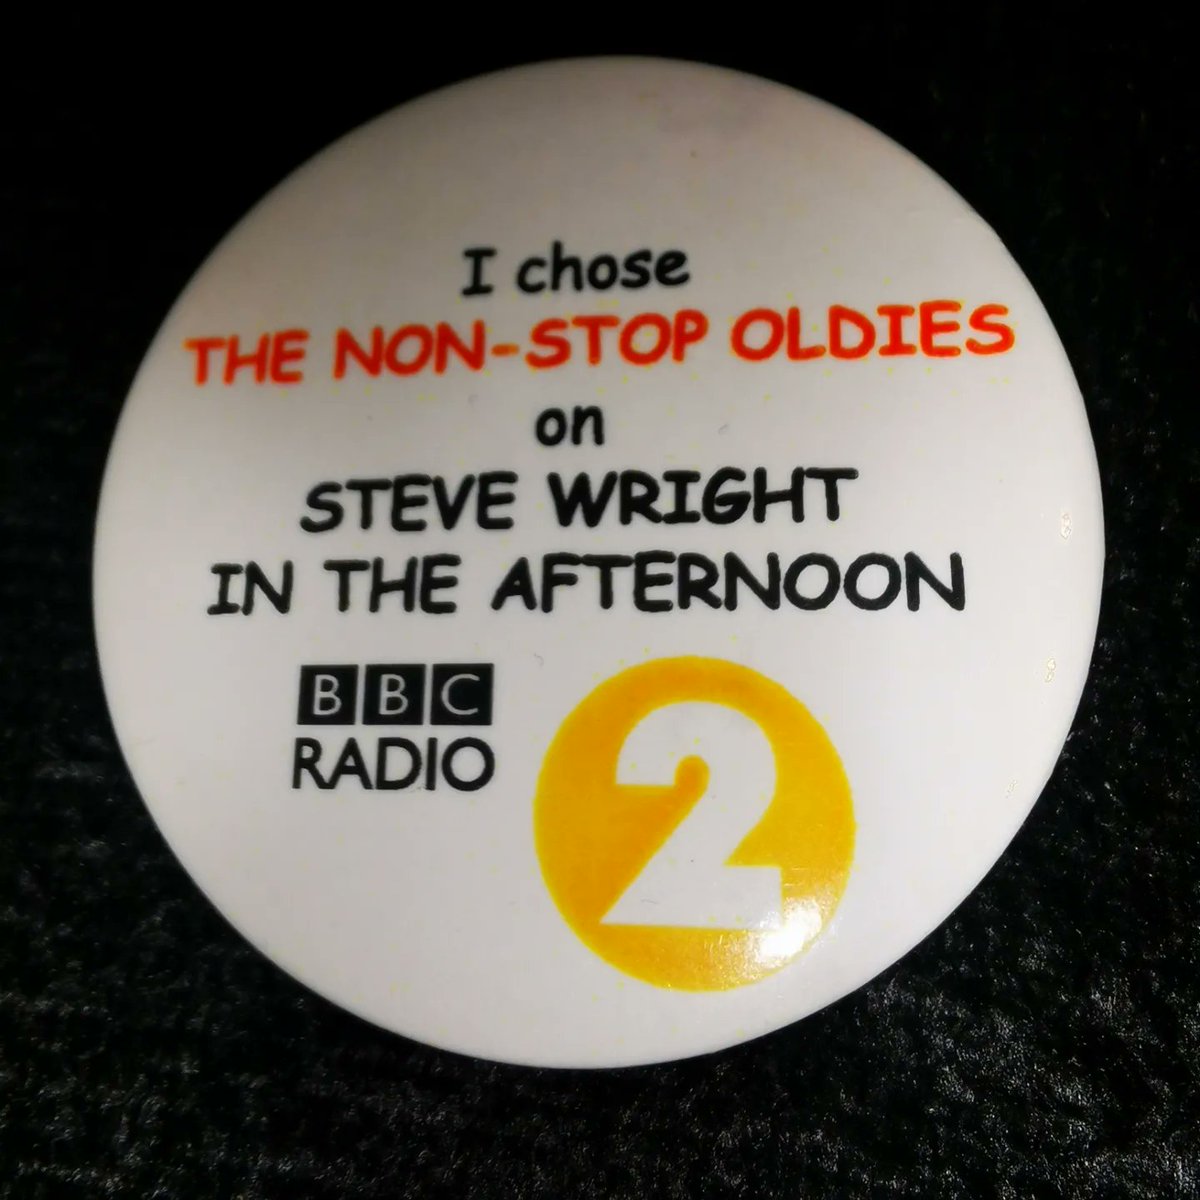 I chose
THE NON-STOP OLDIES
on
STEVE WRIGHT
IN THE AFTERNOON
BBC
RADIO
2